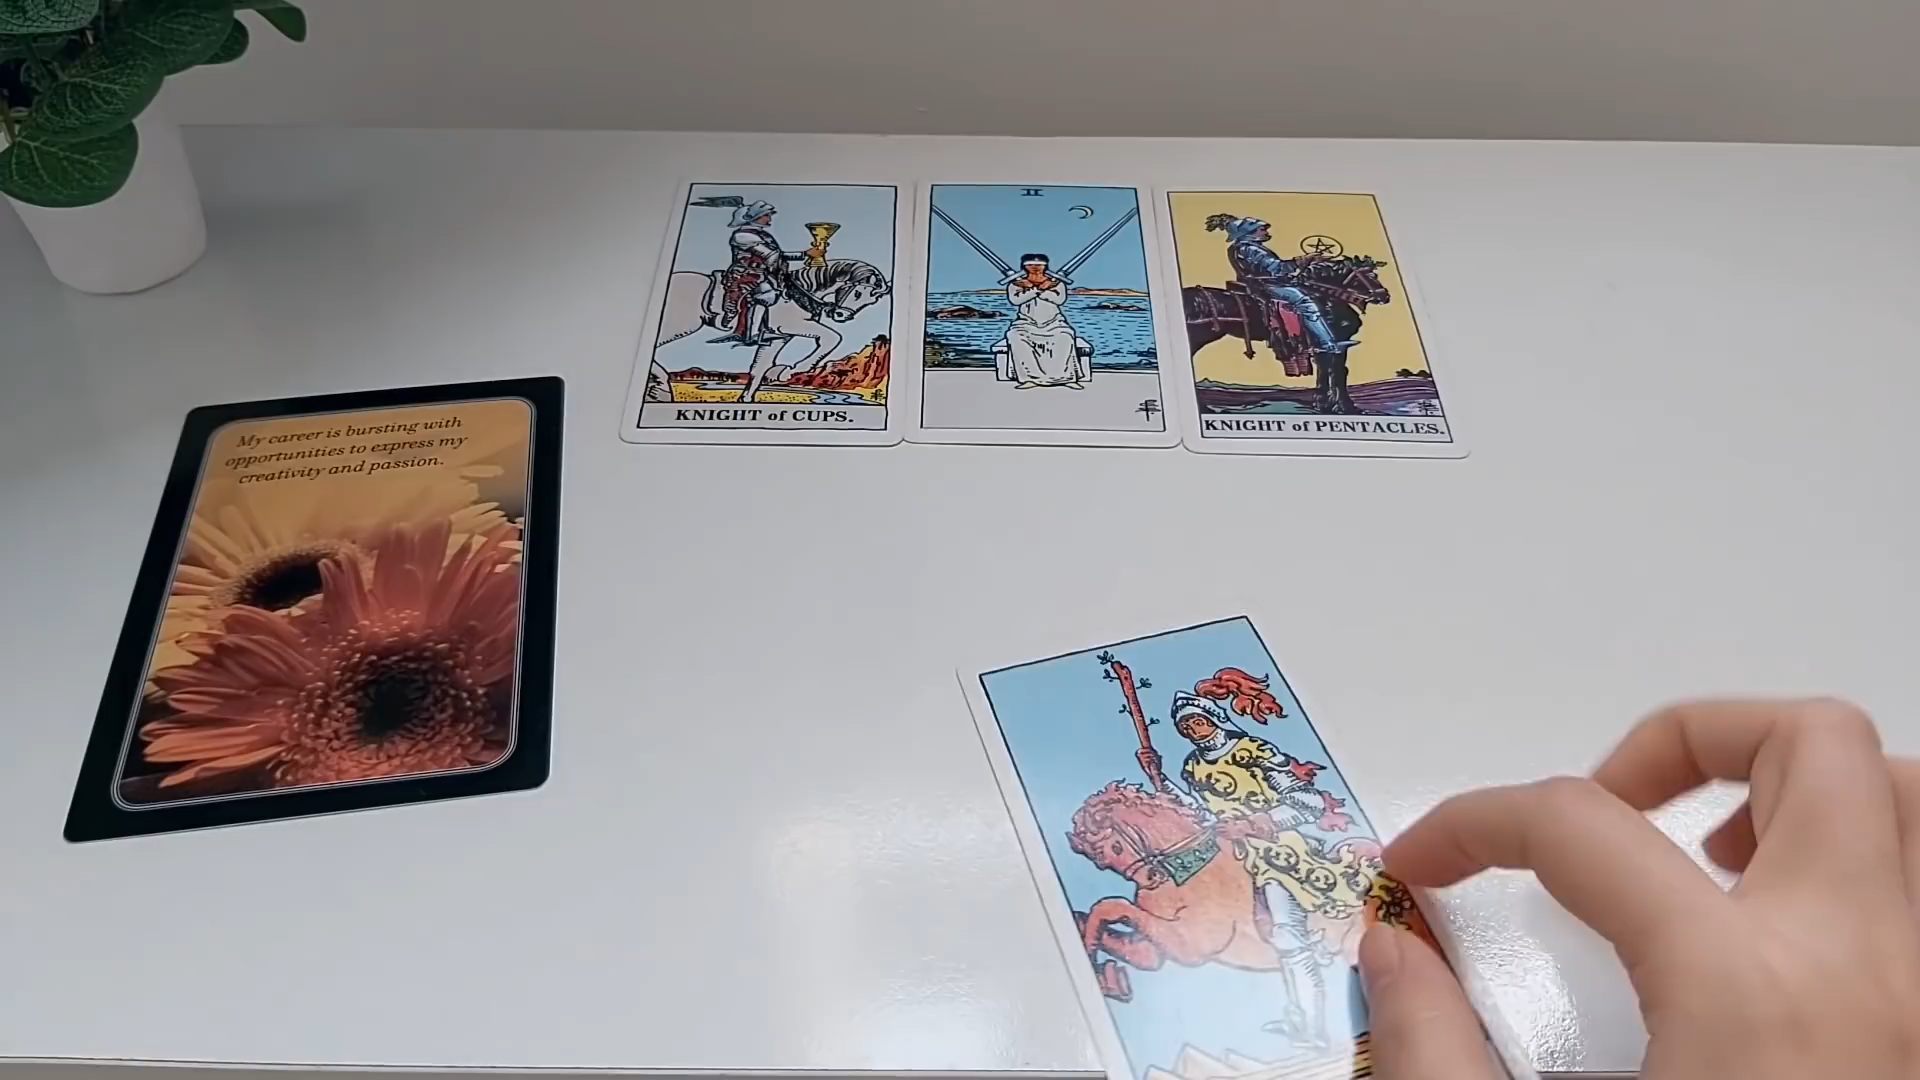 II
KNIGHT of CUPS.
KNIGHT of PENTACLES.
My career is bursting with
opportunities to express my
creativity and passion.